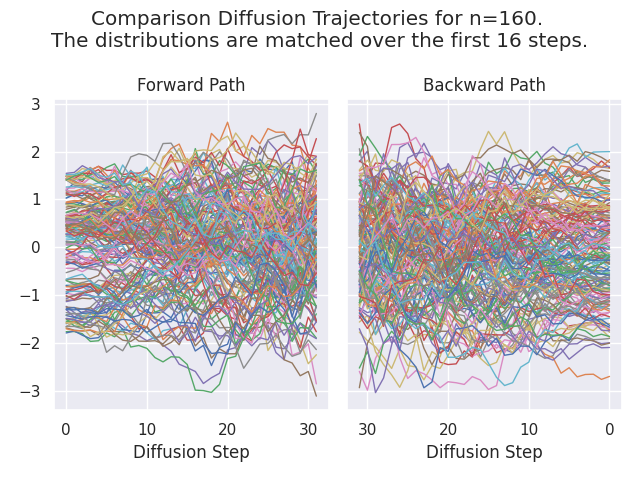 Comparison Diffusion Trajectories for n=160.
The distributions are matched over the first 16 steps.
Forward Path
Backward Path
3
2
1
0
−1
−2
−3
0 10 20 30
30 20 10 0
Diffusion Step
Diffusion Step